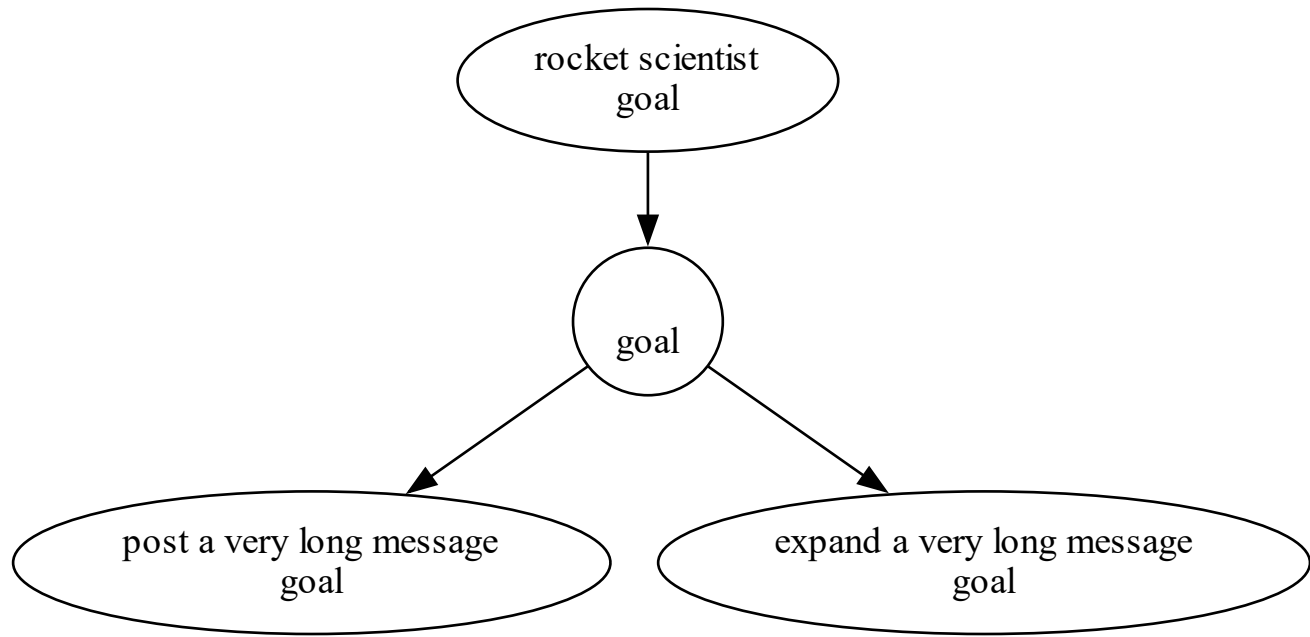 rocket scientist
goal
goal
post a very long message
goal
expand a very long message
goal